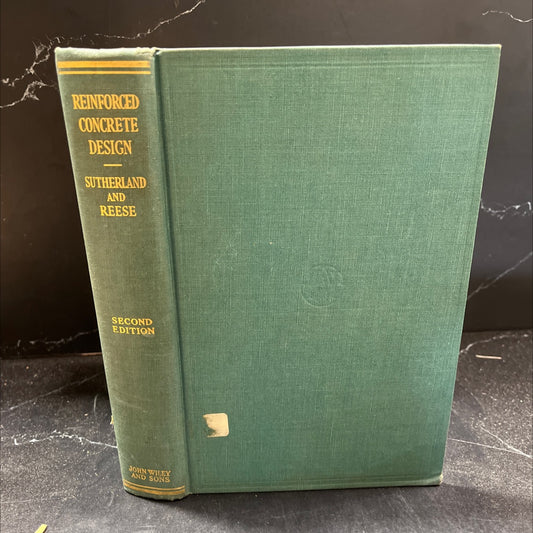 REINFORCED
CONCRETE
DESIGN
SUTHERLAND
AND
REESE
SECOND
EDITION
JOHN WILEY
AND SONS